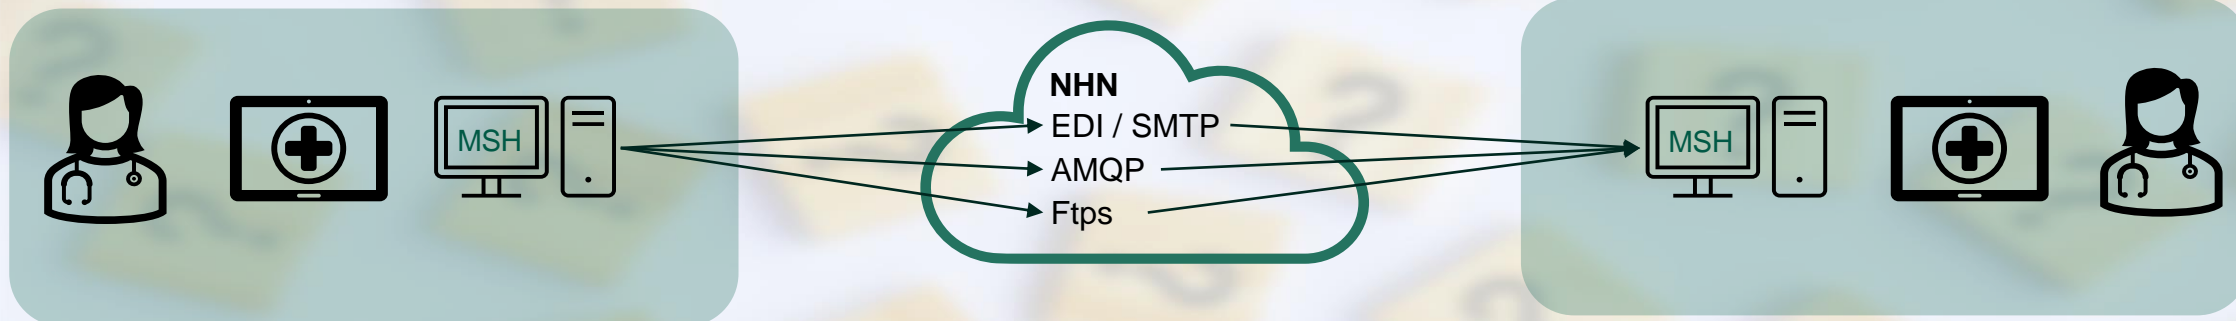 MSH
NHN
EDI / SMTP
AMQP
Ftps
MSH